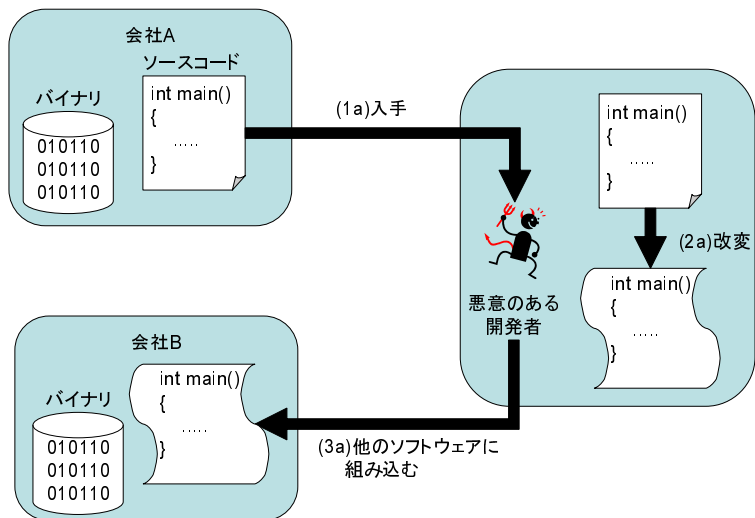 会社A
ソースコード
バイナリ
int main()
{
.....
}
010110
010110
010110
(1a)入手
int main()
{
.....
}
(2a)改変
int main()
{
.....
}
悪意のある
開発者
会社B
バイナリ
int main()
{
.....
}
010110
010110
010110
(3a)他のソフトウェアに
組み込む